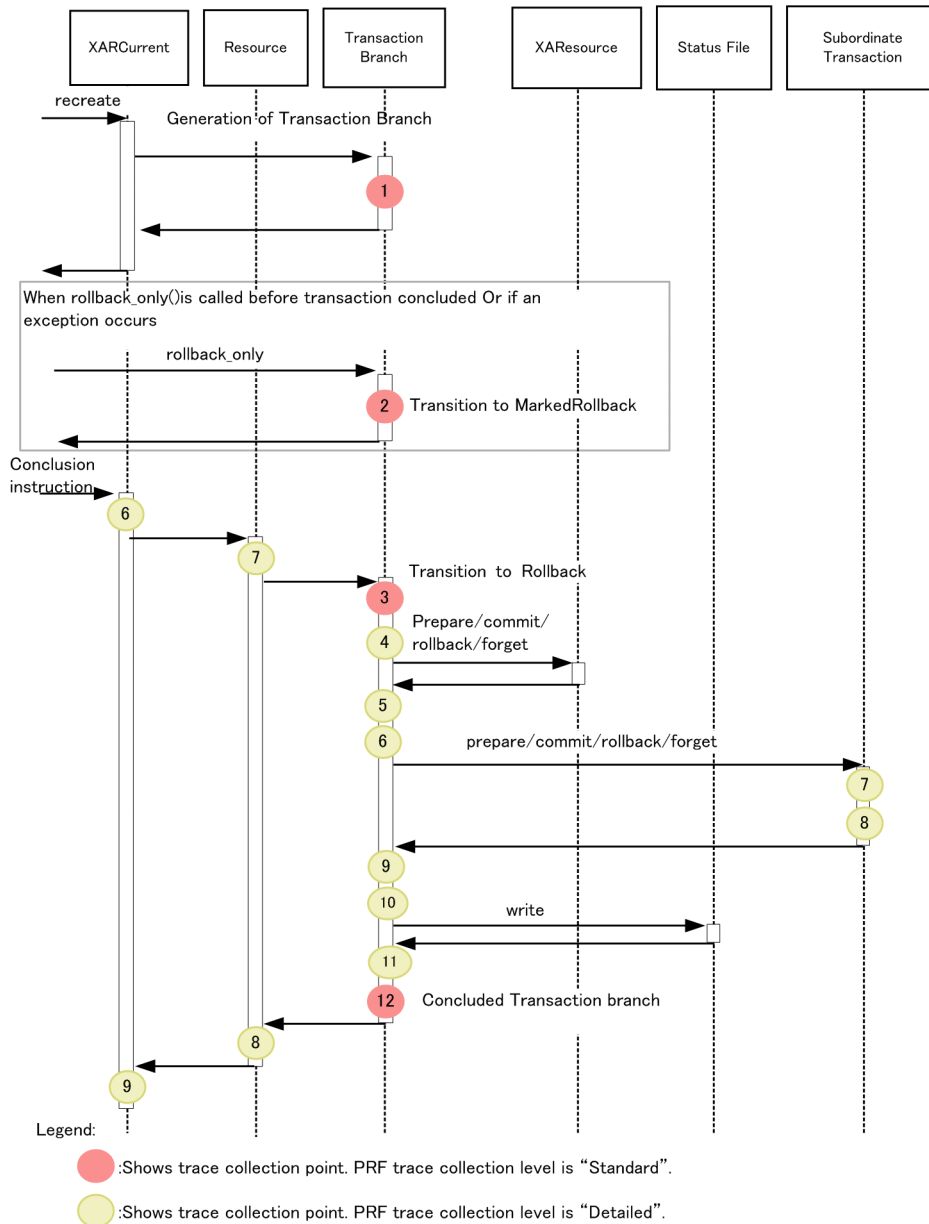 XARCurrent
Resource
Transaction
Branch
XAResource
Status File
Subordinate
Transaction
recreate
Generation of Transaction Branch
1
When rollback_only()is called before transaction concluded Or if an
exception occurs
rollback_only
2
Transition to MarkedRollback
Conclusion
instruction
6
7
Transition to Rollback
3
4
Prepare/commit/
rollback/forget
5
6
prepare/commit/rollback/forget
7
8
9
10
write
11
12
Concluded Transaction branch
8
9
Legend:
:Shows trace collection point. PRF trace collection level is “Standard”.
:Shows trace collection point. PRF trace collection level is “Detailed”.